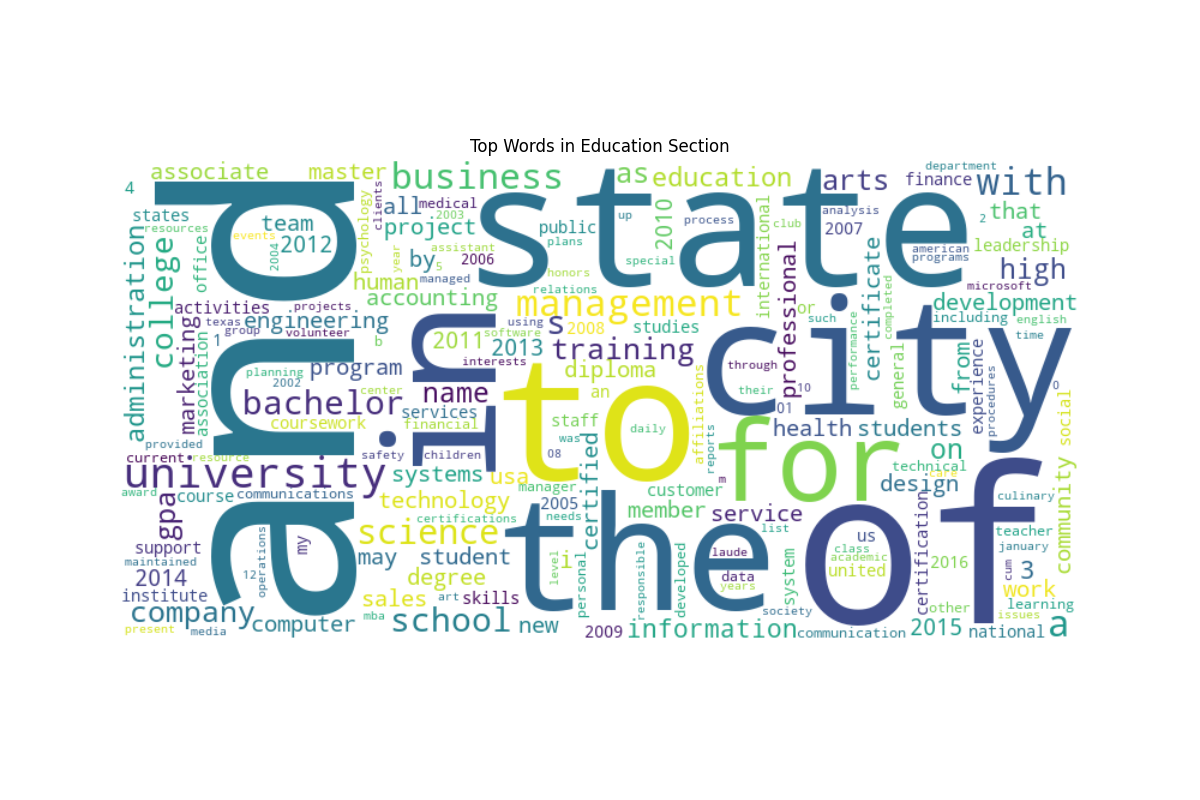 Top Words in Education Section
associate
master
business
as
education
arts
department
finance
with
4
and
state
states
resources
administration
college
office
events
team
2004
2012
psychology
clients
all
medical
2003
project
year
by
5
assistant
2006
human
managed
accounting
public
up
plans
process
2010
special
honors
relations
international
club
analysis
2007
2
that
at
american
programs
leadership
high
microsoft
activities
projects
texas
group
1
engineering
volunteer
b
marketing
association
planning
2002
program
center
in
2011
using
software
2013
interests
s
2008
management
studies
training
diploma
an
professional
or
such
through
their
10
01
performance
certificate
completed
general
city
development
including
english
time
from
experience
procedures
0
social
bachelor
name
coursework
services
financial
to
staff
was
daily
affiliations
reports
for
health
students
on
technical
care
design
provided
current
resource
safety
children
university
systems
usa
08
certified
manager
customer
m
award
gpa
course
communications
technology
certifications
2005
needs
member
service
list
culinary
community
support
maintained
2014
institute
operations
12
my
science
may
student
the
level
i
personal
responsible
developed
laude
data
years
system
us
class
academic
united
of
certification
2016
teacher
january
cum
3
work
degree
sales
art
skills
company
present
media
computer
mba
school
new
2009
information
society
communication
2015
other
national
issues
learning
a